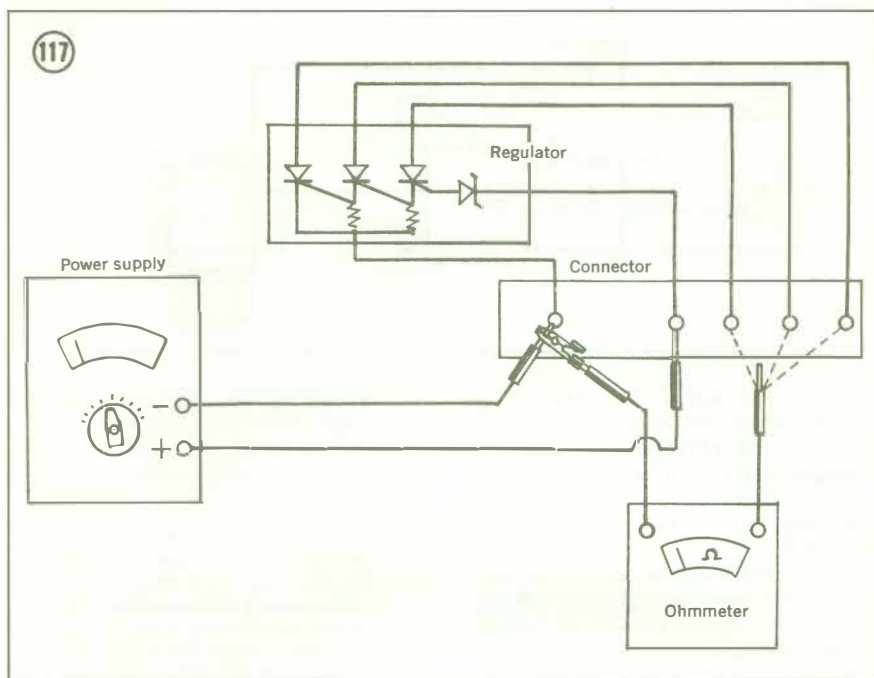 117
Regulator
Power supply
Connector
−
+
Ω
Ohmmeter